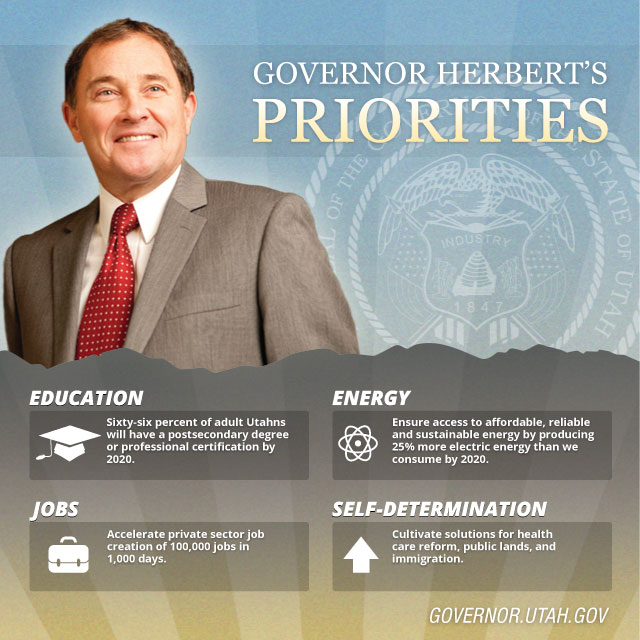 GOVERNOR HERBERT'S
PRIORITIES
INDUSTRY
1847
EDUCATION
Sixty-six percent of adult Utahns
will have a postsecondary degree
or professional certification by
2020.
ENERGY
Ensure access to affordable, reliable
and sustainable energy by producing
25% more electric energy than we
consume by 2020.
JOBS
Accelerate private sector job
creation of 100,000 jobs in
1,000 days.
SELF-DETERMINATION
Cultivate solutions for health
care reform, public lands, and
immigration.
GOVERNOR.UTAH.GOV